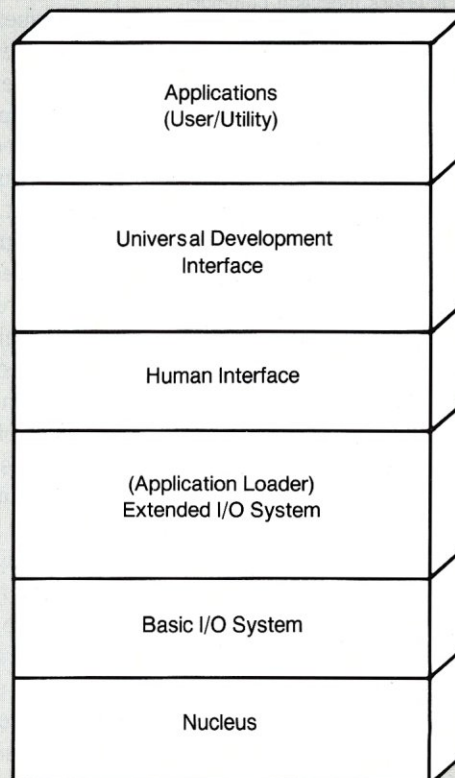 Applications
(User/Utility)
Universal Development
Interface
Human Interface
(Application Loader)
Extended I/O System
Basic I/O System
Nucleus